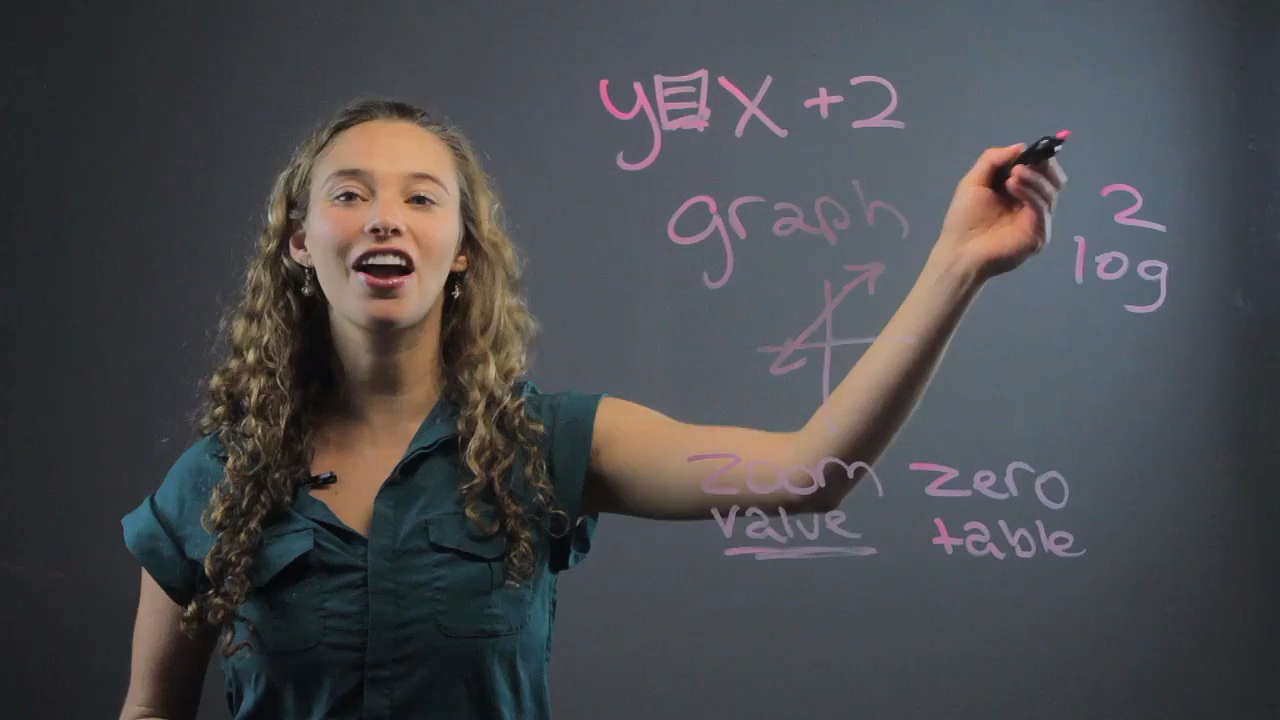 y = x + 2
graph
2
log
zoom zero
value table